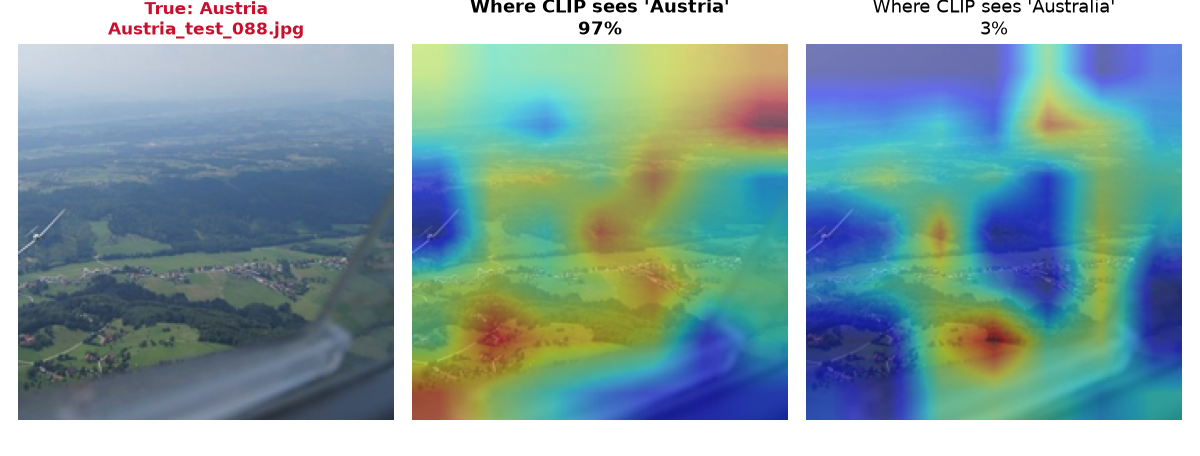 True: Austria
Austria_test_088.jpg
Where CLIP sees 'Austria'
97%
Where CLIP sees 'Australia'
3%